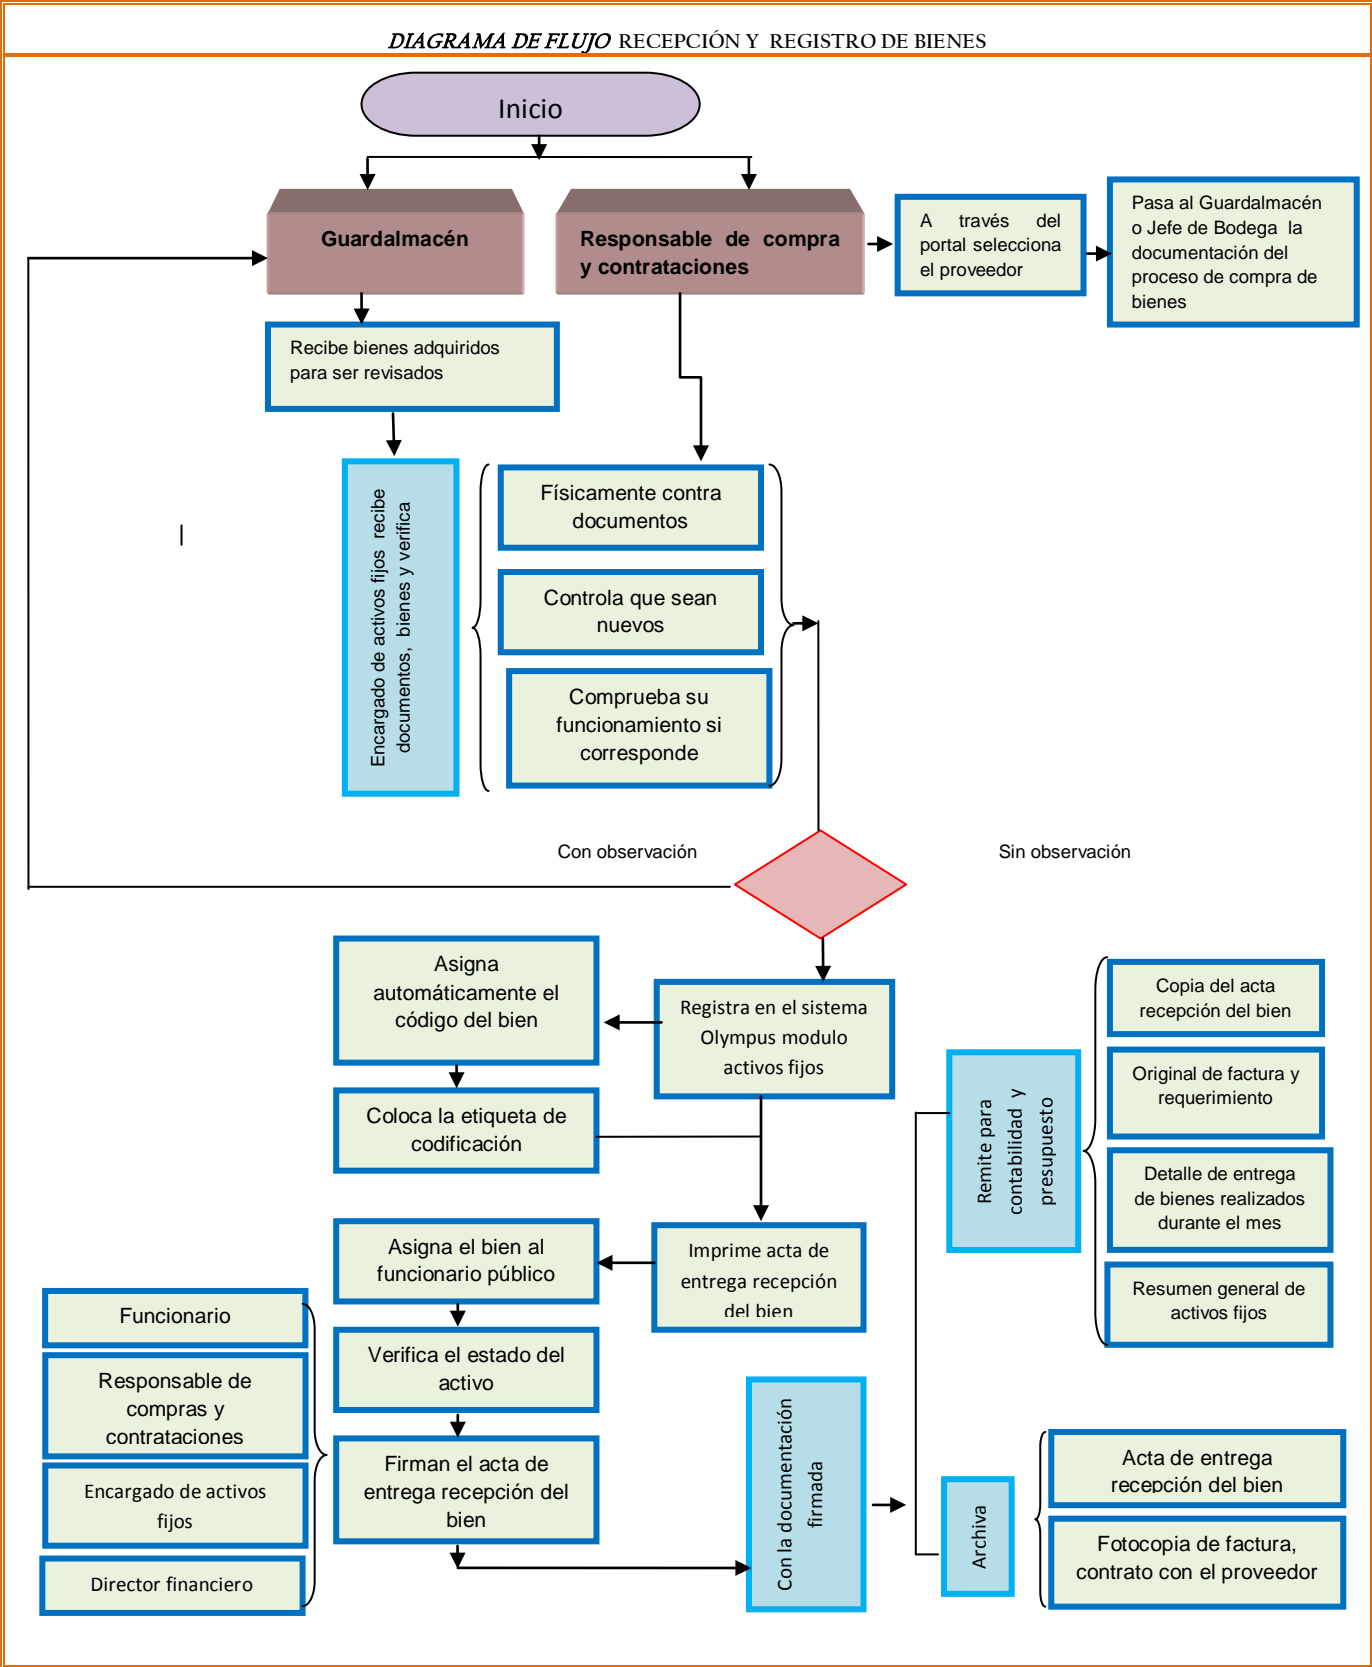 DIAGRAMA DE FLUJO RECEPCIÓN Y REGISTRO DE BIENES
Inicio
Guardalmacén
Responsable de compra
y contrataciones
A través del
portal selecciona
el proveedor
Pasa al Guardalmacén
o Jefe de Bodega la
documentación del
proceso de compra de
bienes
Recibe bienes adquiridos
para ser revisados
Encargado de activos fijos recibe
documentos, bienes y verifica
Físicamente contra
documentos
Controla que sean
nuevos
Comprueba su
funcionamiento si
corresponde
Con observación
Sin observación
Asigna
automáticamente el
código del bien
Registra en el sistema
Olympus modulo
activos fijos
Coloca la etiqueta de
codificación
Asigna el bien al
funcionario público
Imprime acta de
entrega recepción
del bien
Verifica el estado del
activo
Firman el acta de
entrega recepción del
bien
Funcionario
Responsable de
compras y
contrataciones
Encargado de activos
fijos
Director financiero
Con la documentación
firmada
Remite para
contabilidad y
presupuesto
Copia del acta
recepción del bien
Original de factura y
requerimiento
Detalle de entrega
de bienes realizados
durante el mes
Resumen general de
activos fijos
Archiva
Acta de entrega
recepción del bien
Fotocopia de factura,
contrato con el proveedor